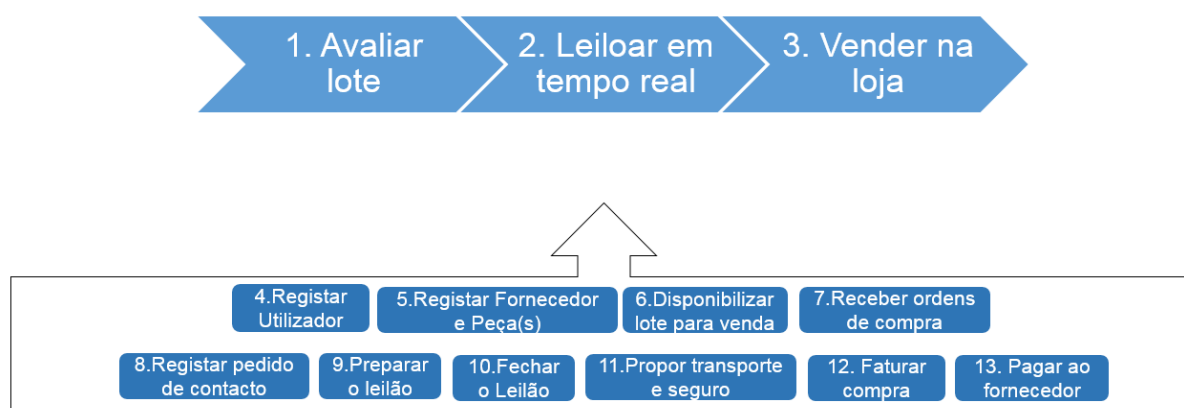 1. Avaliar
lote
2. Leiloar em
tempo real
3. Vender na
loja
4.Registar
Utilizador
5.Registar Fornecedor
e Peça(s)
6.Disponibilizar
lote para venda
7.Receber ordens
de compra
8.Registar pedido
de contacto
9.Preparar
o leilão
10.Fechar
o Leilão
11.Propor transporte
e seguro
12. Faturar
compra
13. Pagar ao
fornecedor